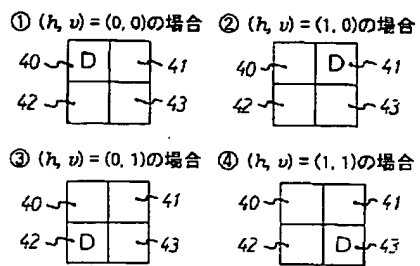 ① (h, v) = (0, 0)の場合
② (h, v) = (1, 0)の場合
40 D 41
40 D 41
42 43
42 43
③ (h, v) = (0, 1)の場合
④ (h, v) = (1, 1)の場合
40 41
40 41
42 D 43
42 D 43